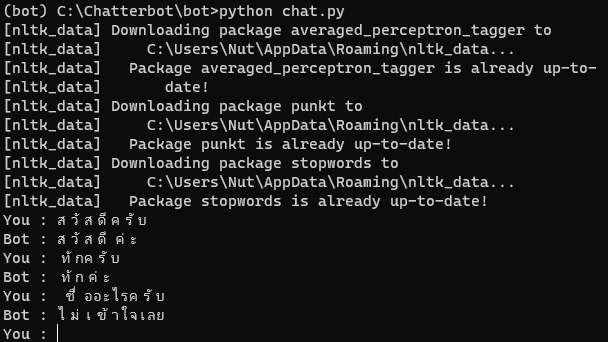 (bot) C:\Chatterbot\bot>python chat.py
[nltk_data] Downloading package averaged_perceptron_tagger to
[nltk_data]     C:\Users\Nut\AppData\Roaming\nltk_data...
[nltk_data]   Package averaged_perceptron_tagger is already up-to-
[nltk_data]       date!
[nltk_data] Downloading package punkt to
[nltk_data]     C:\Users\Nut\AppData\Roaming\nltk_data...
[nltk_data]   Package punkt is already up-to-date!
[nltk_data] Downloading package stopwords to
[nltk_data]     C:\Users\Nut\AppData\Roaming\nltk_data...
[nltk_data]   Package stopwords is already up-to-date!
You : สวัสดีครับ
Bot : สวัสดี ค่ะ
You : ทักครับ
Bot : ทักค่ะ
You : ชื่ออะไรครับ
Bot : ไม่เข้าใจเลย
You :